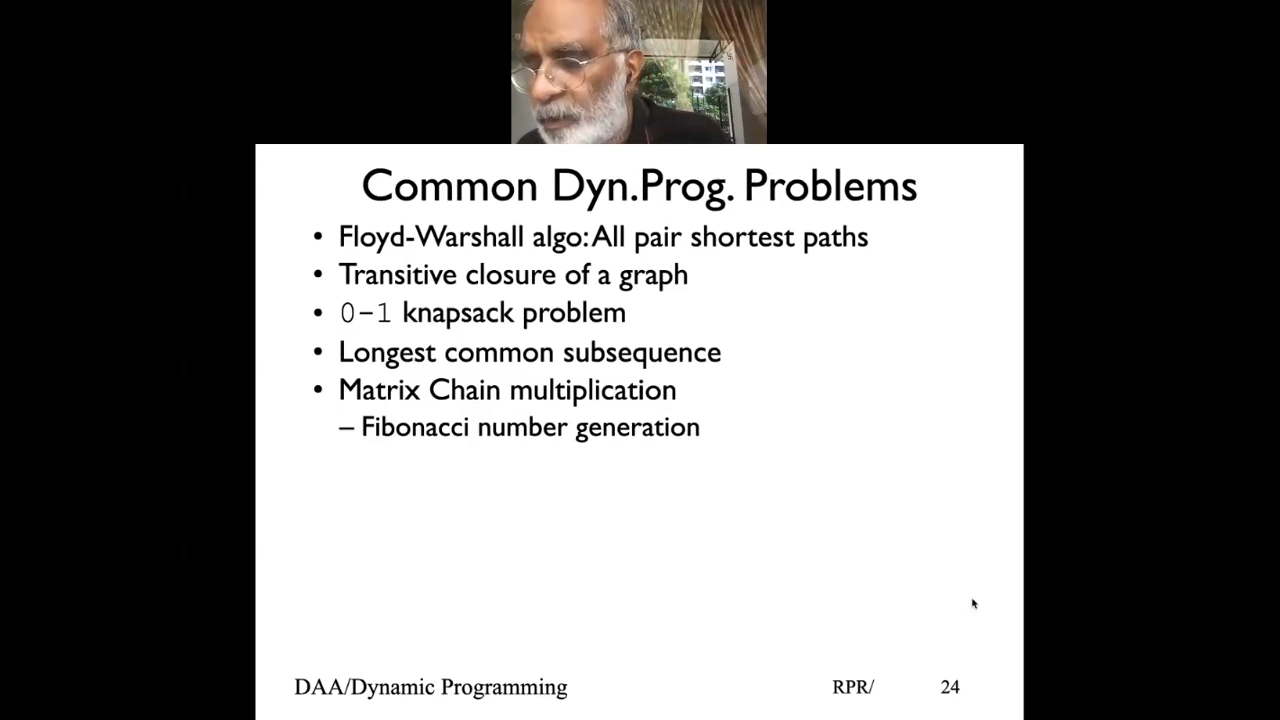 Common Dyn.Prog. Problems
• Floyd-Warshall algo:All pair shortest paths
• Transitive closure of a graph
• 0-1 knapsack problem
• Longest common subsequence
• Matrix Chain multiplication
– Fibonacci number generation
DAA/Dynamic Programming RPR/ 24